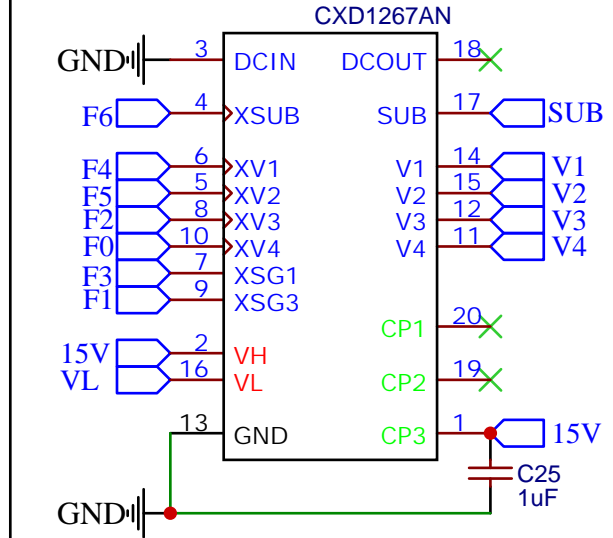 CXD1267AN
GND 3 DCIN DCOUT 18
F6 4 XSUB SUB 17 SUB
F4 6 XV1 V1 14 V1
F5 5 XV2 V2 15 V2
F2 8 XV3 V3 12 V3
F0 10 XV4 V4 11 V4
F3 7 XSG1
F1 9 XSG3
CP1 20
15V 2 VH
VL 16 VL CP2 19
13 GND CP3 1 15V
C25
1uF
GND